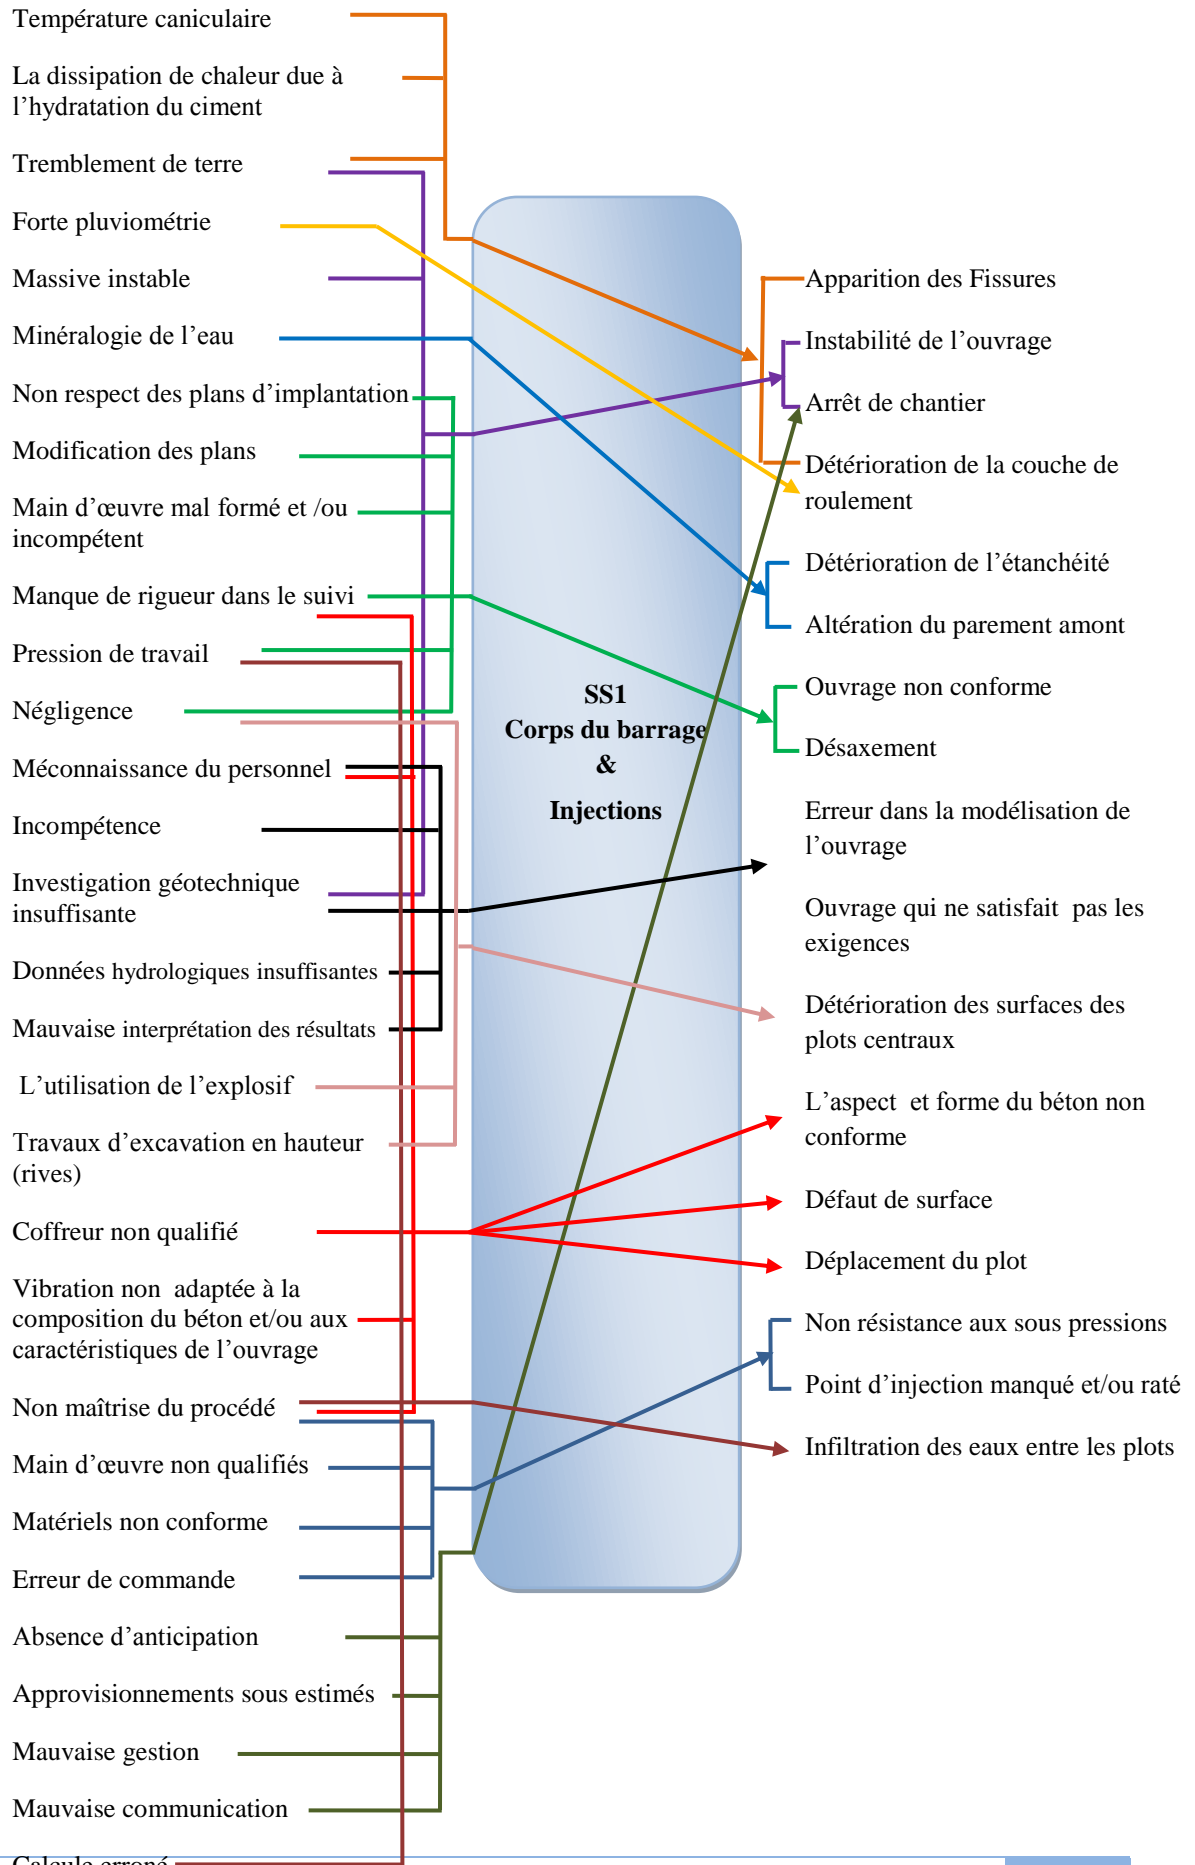 Température caniculaire
La dissipation de chaleur due à
l’hydratation du ciment
Tremblement de terre
Forte pluviométrie
Massive instable
Minéralogie de l’eau
Non respect des plans d’implantation
Modification des plans
Main d’œuvre mal formé et /ou
incompétent
Manque de rigueur dans le suivi
Pression de travail
Négligence
Méconnaissance du personnel
Incompétence
Investigation géotechnique
insuffisante
Données hydrologiques insuffisantes
Mauvaise interprétation des résultats
L’utilisation de l’explosif
Travaux d’excavation en hauteur
(rives)
Coffreur non qualifié
Vibration non adaptée à la
composition du béton et/ou aux
caractéristiques de l’ouvrage
Non maîtrise du procédé
Main d’œuvre non qualifiés
Matériels non conforme
Erreur de commande
Absence d’anticipation
Approvisionnements sous estimés
Mauvaise gestion
Mauvaise communication
Calcule erroné
SS1
Corps du barrage
&
Injections
Apparition des Fissures
Instabilité de l’ouvrage
Arrêt de chantier
Détérioration de la couche de
roulement
Détérioration de l’étanchéité
Altération du parement amont
Ouvrage non conforme
Désaxement
Erreur dans la modélisation de
l’ouvrage
Ouvrage qui ne satisfait pas les
exigences
Détérioration des surfaces des
plots centraux
L’aspect et forme du béton non
conforme
Défaut de surface
Déplacement du plot
Non résistance aux sous pressions
Point d’injection manqué et/ou raté
Infiltration des eaux entre les plots